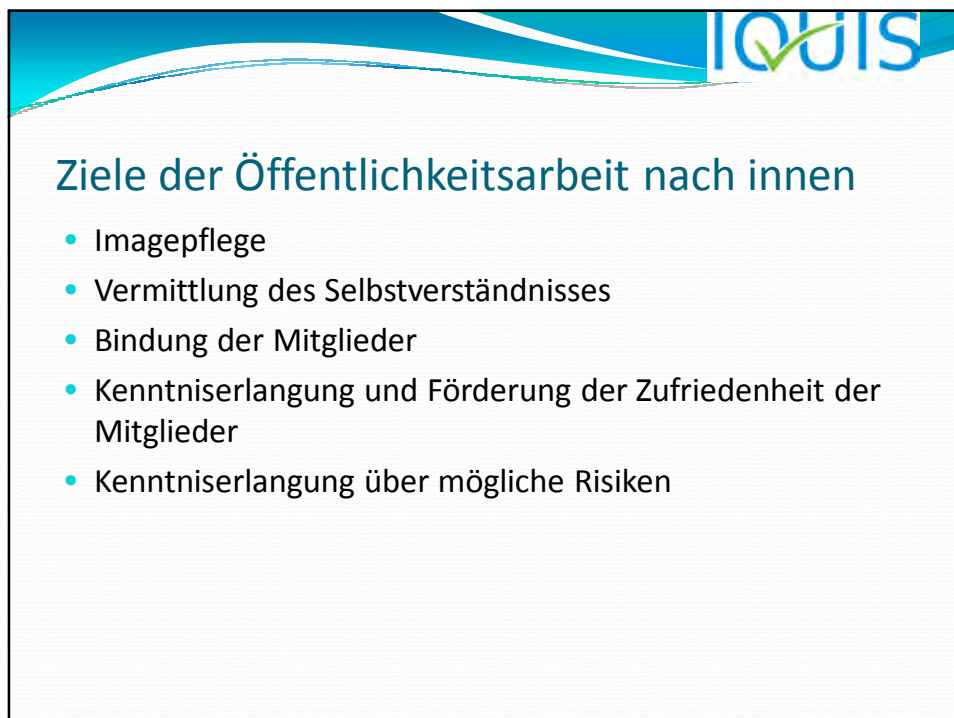 IQUIS
Ziele der Öffentlichkeitsarbeit nach innen
• Imagepflege
• Vermittlung des Selbstverständnisses
• Bindung der Mitglieder
• Kenntniserlangung und Förderung der Zufriedenheit der
Mitglieder
• Kenntniserlangung über mögliche Risiken